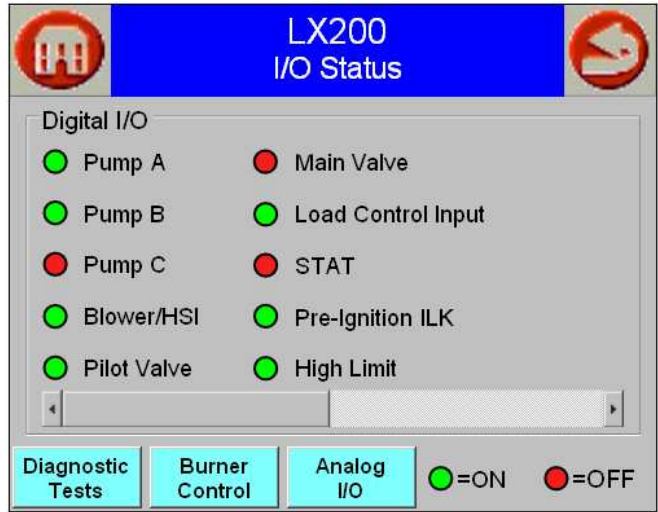 LX200
I/O Status
Digital I/O
Pump A
Main Valve
Pump B
Load Control Input
Pump C
STAT
Blower/HSI
Pre-Ignition ILK
Pilot Valve
High Limit
Diagnostic
Tests
Burner
Control
Analog
I/O
=ON
=OFF